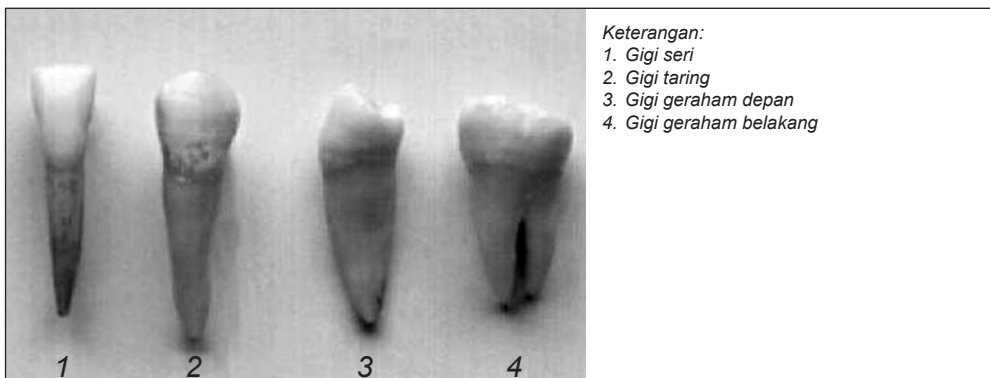 Keterangan:
1. Gigi seri
2. Gigi taring
3. Gigi geraham depan
4. Gigi geraham belakang
1 2 3 4